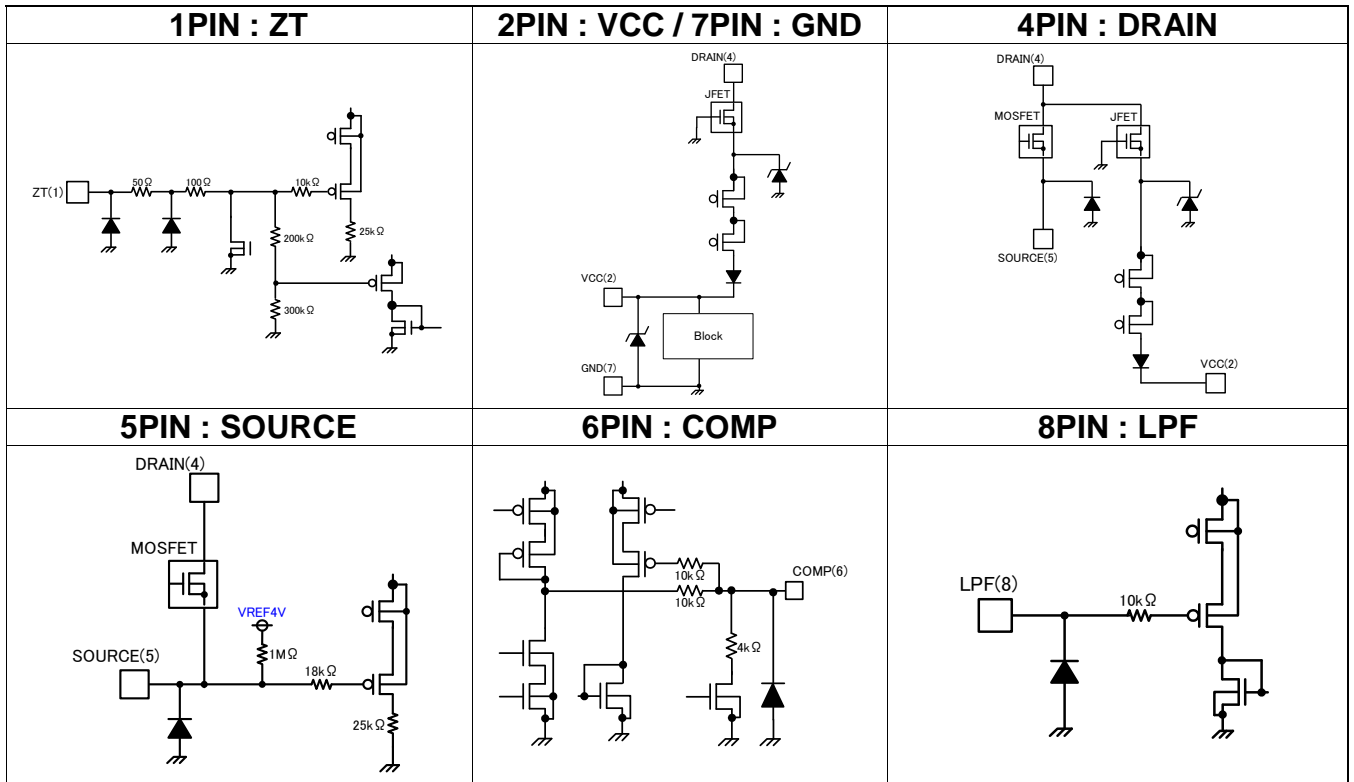 1PIN : ZT
2PIN : VCC / 7PIN : GND
4PIN : DRAIN
ZT(1)
50Ω
100Ω
10kΩ
200kΩ
25kΩ
300kΩ
DRAIN(4)
JFET
VCC(2)
Block
GND(7)
DRAIN(4)
MOSFET
JFET
SOURCE(5)
VCC(2)
5PIN : SOURCE
6PIN : COMP
8PIN : LPF
DRAIN(4)
MOSFET
VREF4V
1MΩ
SOURCE(5)
18kΩ
25kΩ
10kΩ
COMP(6)
10kΩ
4kΩ
LPF(8)
10kΩ